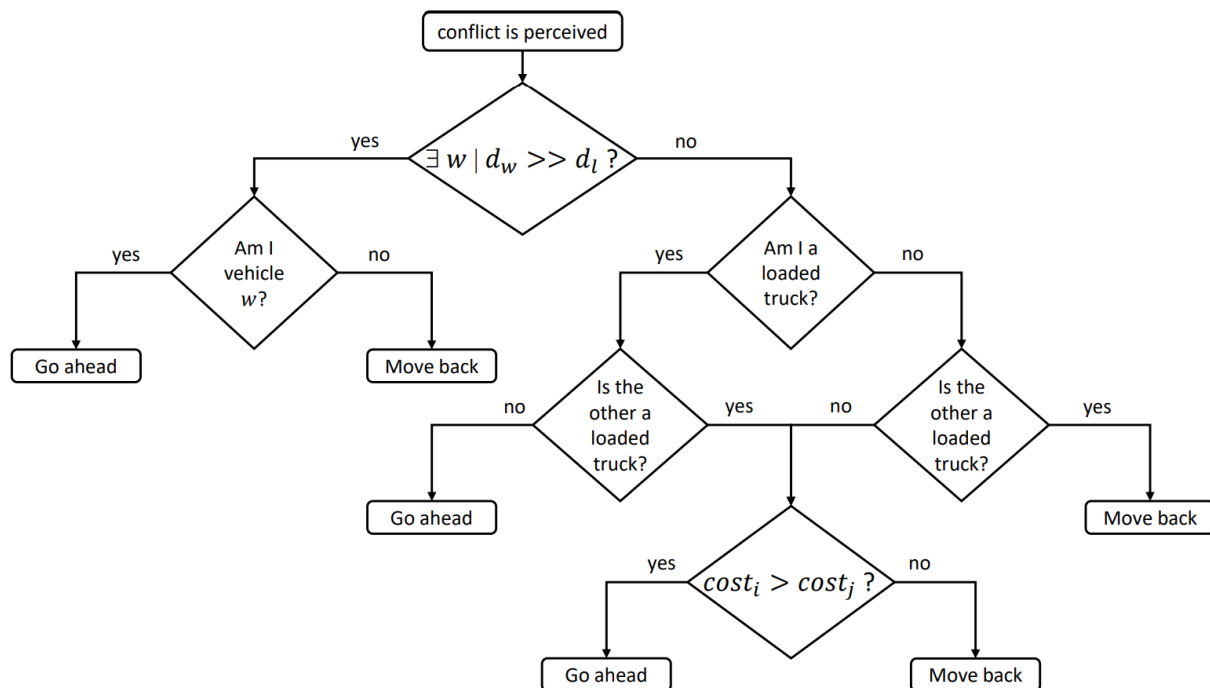 conflict is perceived
yes
no
∃ w | d_w >> d_l ?
yes
Am I
vehicle
w?
no
yes
Am I a
loaded
truck?
no
Go ahead
Move back
no
Is the
other a
loaded
truck?
yes
no
Is the
other a
loaded
truck?
yes
Go ahead
Move back
yes
cost_i > cost_j ?
no
Go ahead
Move back